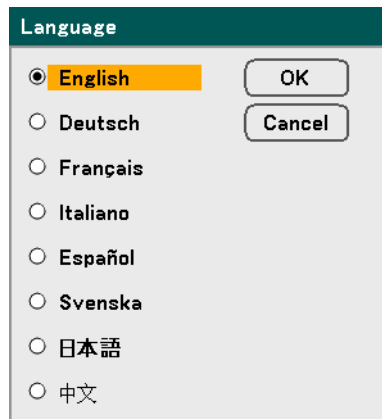 Language
English
OK
Deutsch
Cancel
Français
Italiano
Español
Svenska
日本語
中文